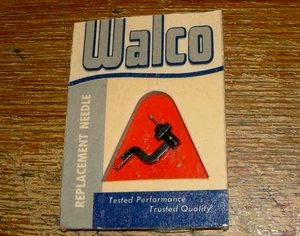 Walco
REPLACEMENT NEEDLE
Tested Performance
Trusted Quality